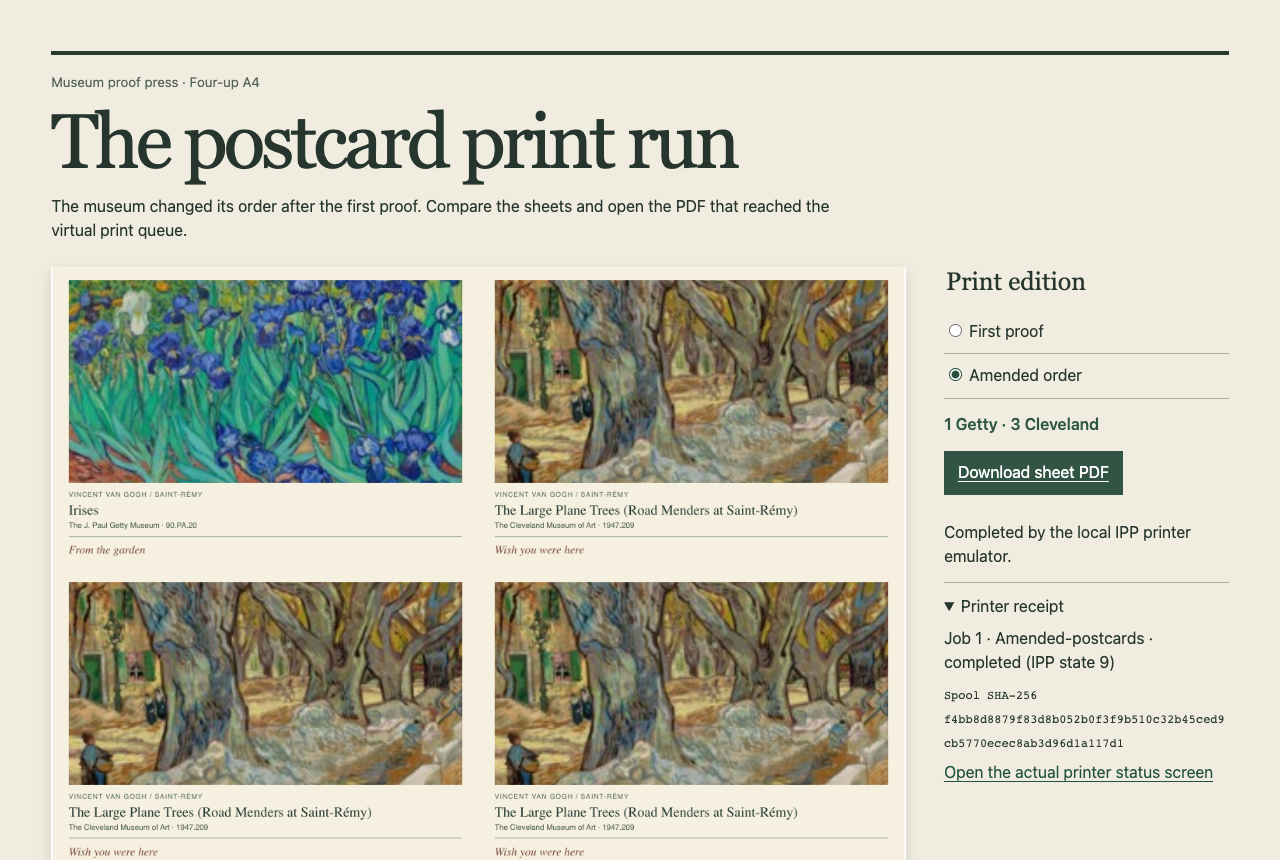 Museum proof press · Four-up A4
The postcard print run
The museum changed its order after the first proof. Compare the sheets and open the PDF that reached the
virtual print queue.
VINCENT VAN GOGH / SAINT-RÉMY
Irises
The J. Paul Getty Museum · 90.PA.20
From the garden
VINCENT VAN GOGH / SAINT-RÉMY
The Large Plane Trees (Road Menders at Saint-Rémy)
The Cleveland Museum of Art · 1947.209
Wish you were here
VINCENT VAN GOGH / SAINT-RÉMY
The Large Plane Trees (Road Menders at Saint-Rémy)
The Cleveland Museum of Art · 1947.209
Wish you were here
VINCENT VAN GOGH / SAINT-RÉMY
The Large Plane Trees (Road Menders at Saint-Rémy)
The Cleveland Museum of Art · 1947.209
Wish you were here
Print edition
First proof
Amended order
1 Getty · 3 Cleveland
Download sheet PDF
Completed by the local IPP printer
emulator.
▼ Printer receipt
Job 1 · Amended-postcards ·
completed (IPP state 9)
Spool SHA-256
f4bb8d8879f83d8b052b0f3f9b510c32b45ced9
cb5770ecec8ab3d96d1a117d1
Open the actual printer status screen